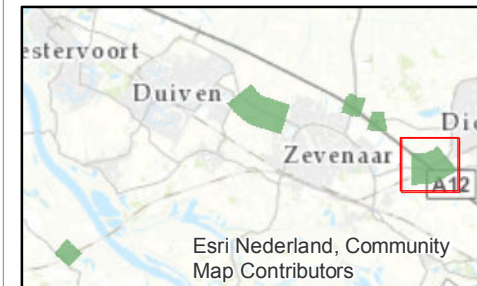 estervoort
Duiven
Zevenaar
Die
A12
Esri Nederland, Community
Map Contributors